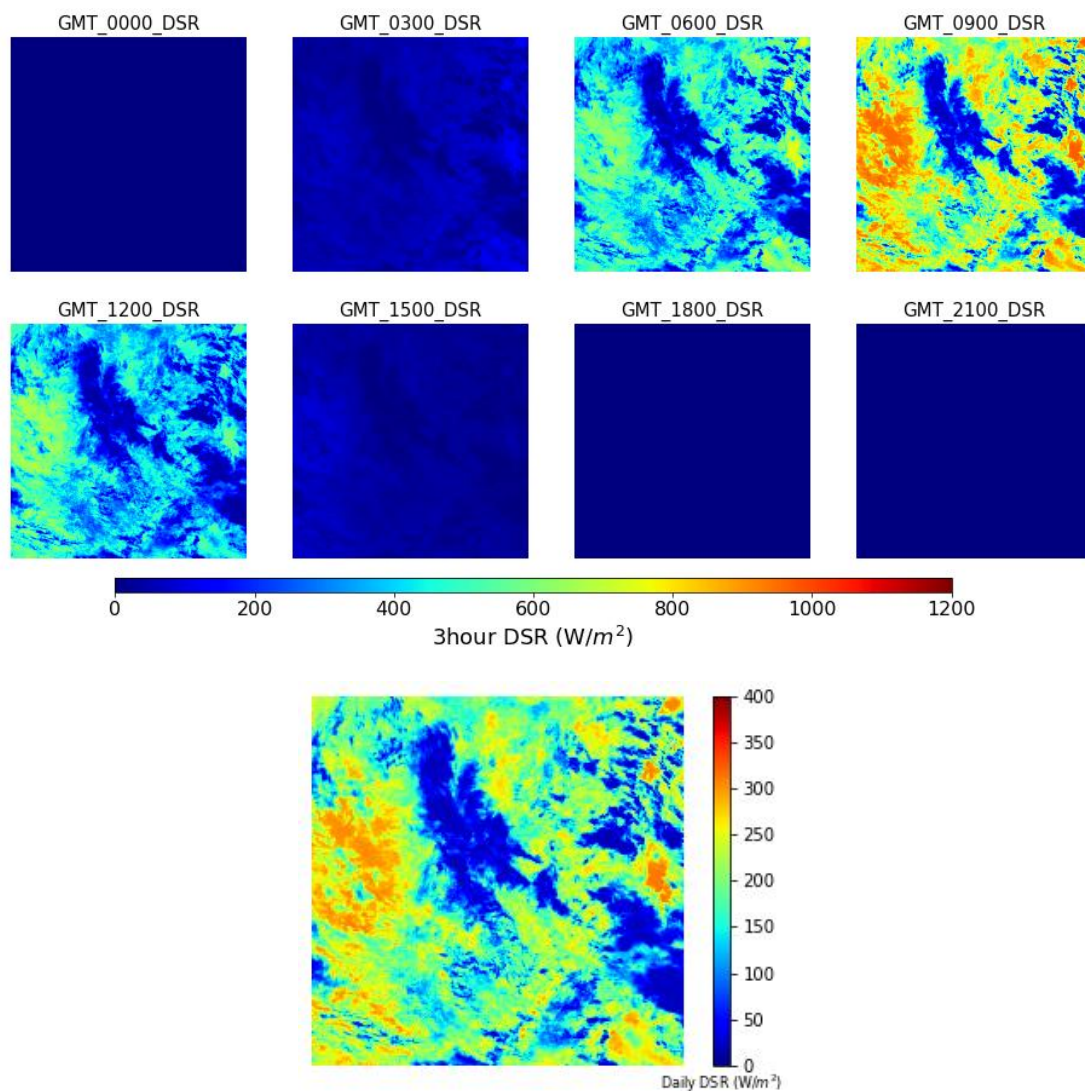 GMT_0000_DSR GMT_0300_DSR GMT_0600_DSR GMT_0900_DSR
GMT_1200_DSR GMT_1500_DSR GMT_1800_DSR GMT_2100_DSR
0 200 400 600 800 1000 1200
3hour DSR (W/m²)
400
350
300
250
200
150
100
50
0
Daily DSR (W/m²)